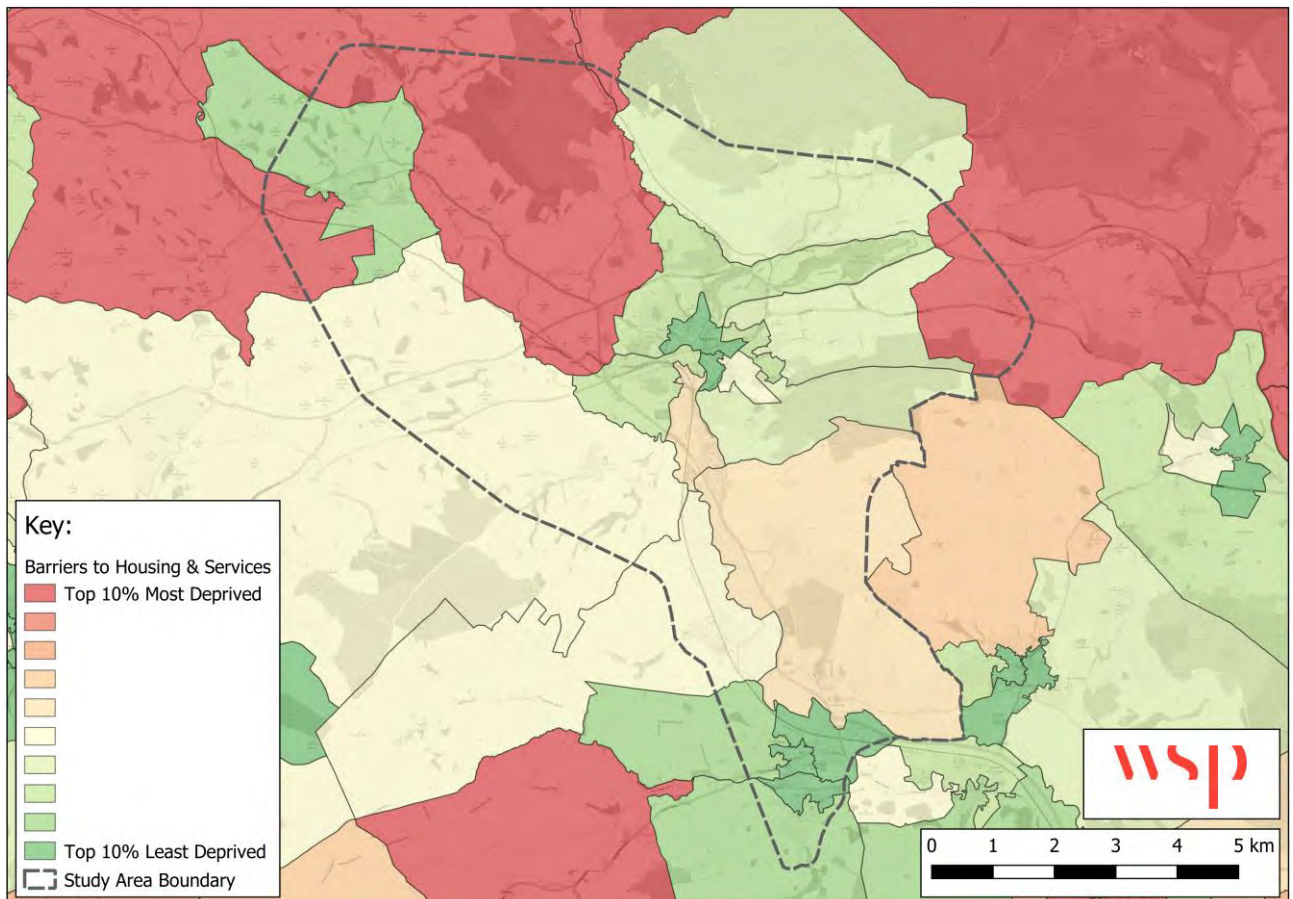 Key:
Barriers to Housing & Services
Top 10% Most Deprived
Top 10% Least Deprived
Study Area Boundary
wsp
0 1 2 3 4 5 km